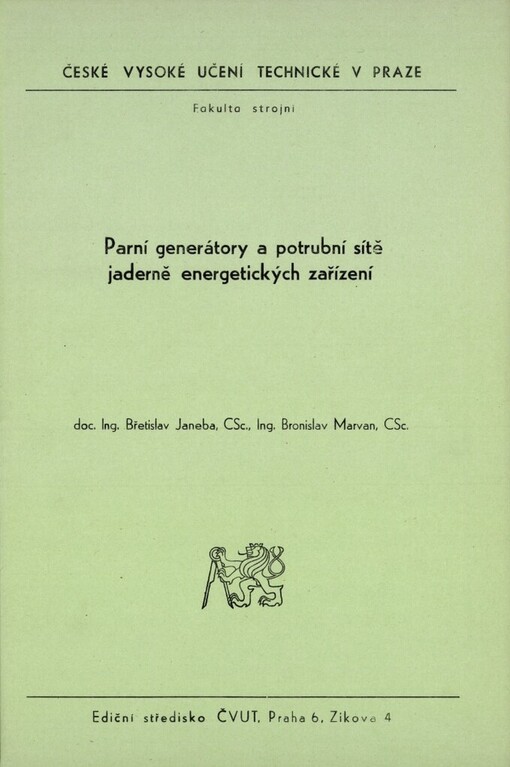 ČESKÉ VYSOKÉ UČENÍ TECHNICKÉ V PRAZE
Fakulta strojní
Parní generátory a potrubní sítě
jaderně energetických zařízení
doc. Ing. Břetislav Janeba, CSc., Ing. Bronislav Marvan, CSc.
Ediční středisko ČVUT, Praha 6, Zikova 4